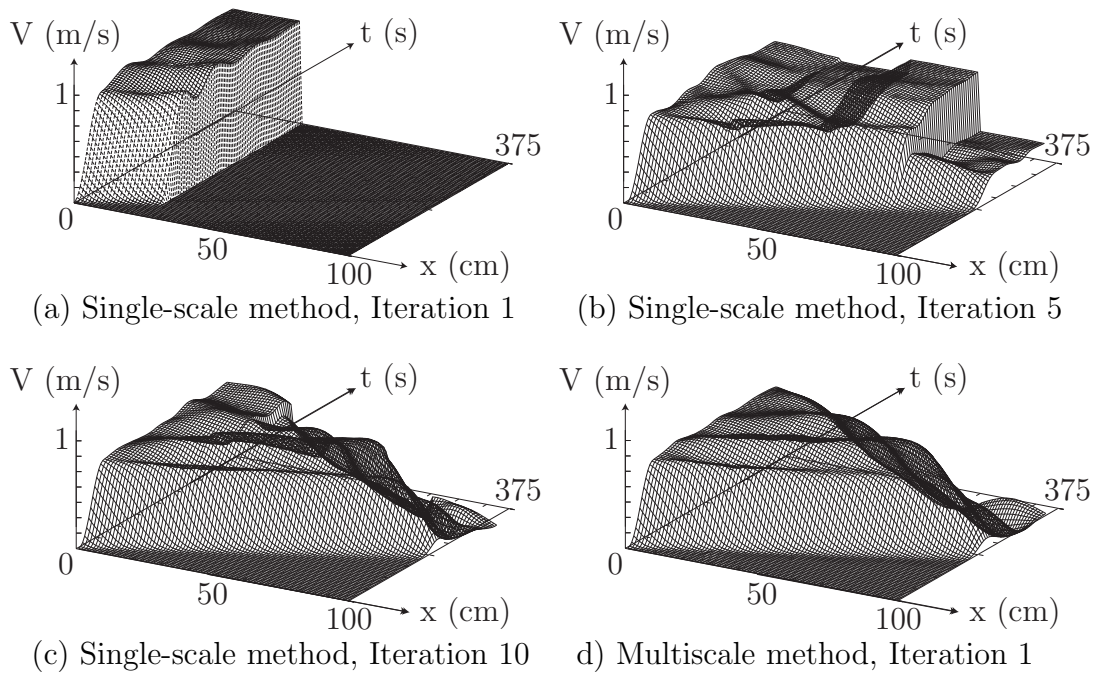 V (m/s)
t (s)
1
375
0
50
100
x (cm)
(a) Single-scale method, Iteration 1
V (m/s)
t (s)
1
375
0
50
100
x (cm)
(b) Single-scale method, Iteration 5
V (m/s)
t (s)
1
375
0
50
100
x (cm)
(c) Single-scale method, Iteration 10
V (m/s)
t (s)
1
375
0
50
100
x (cm)
d) Multiscale method, Iteration 1